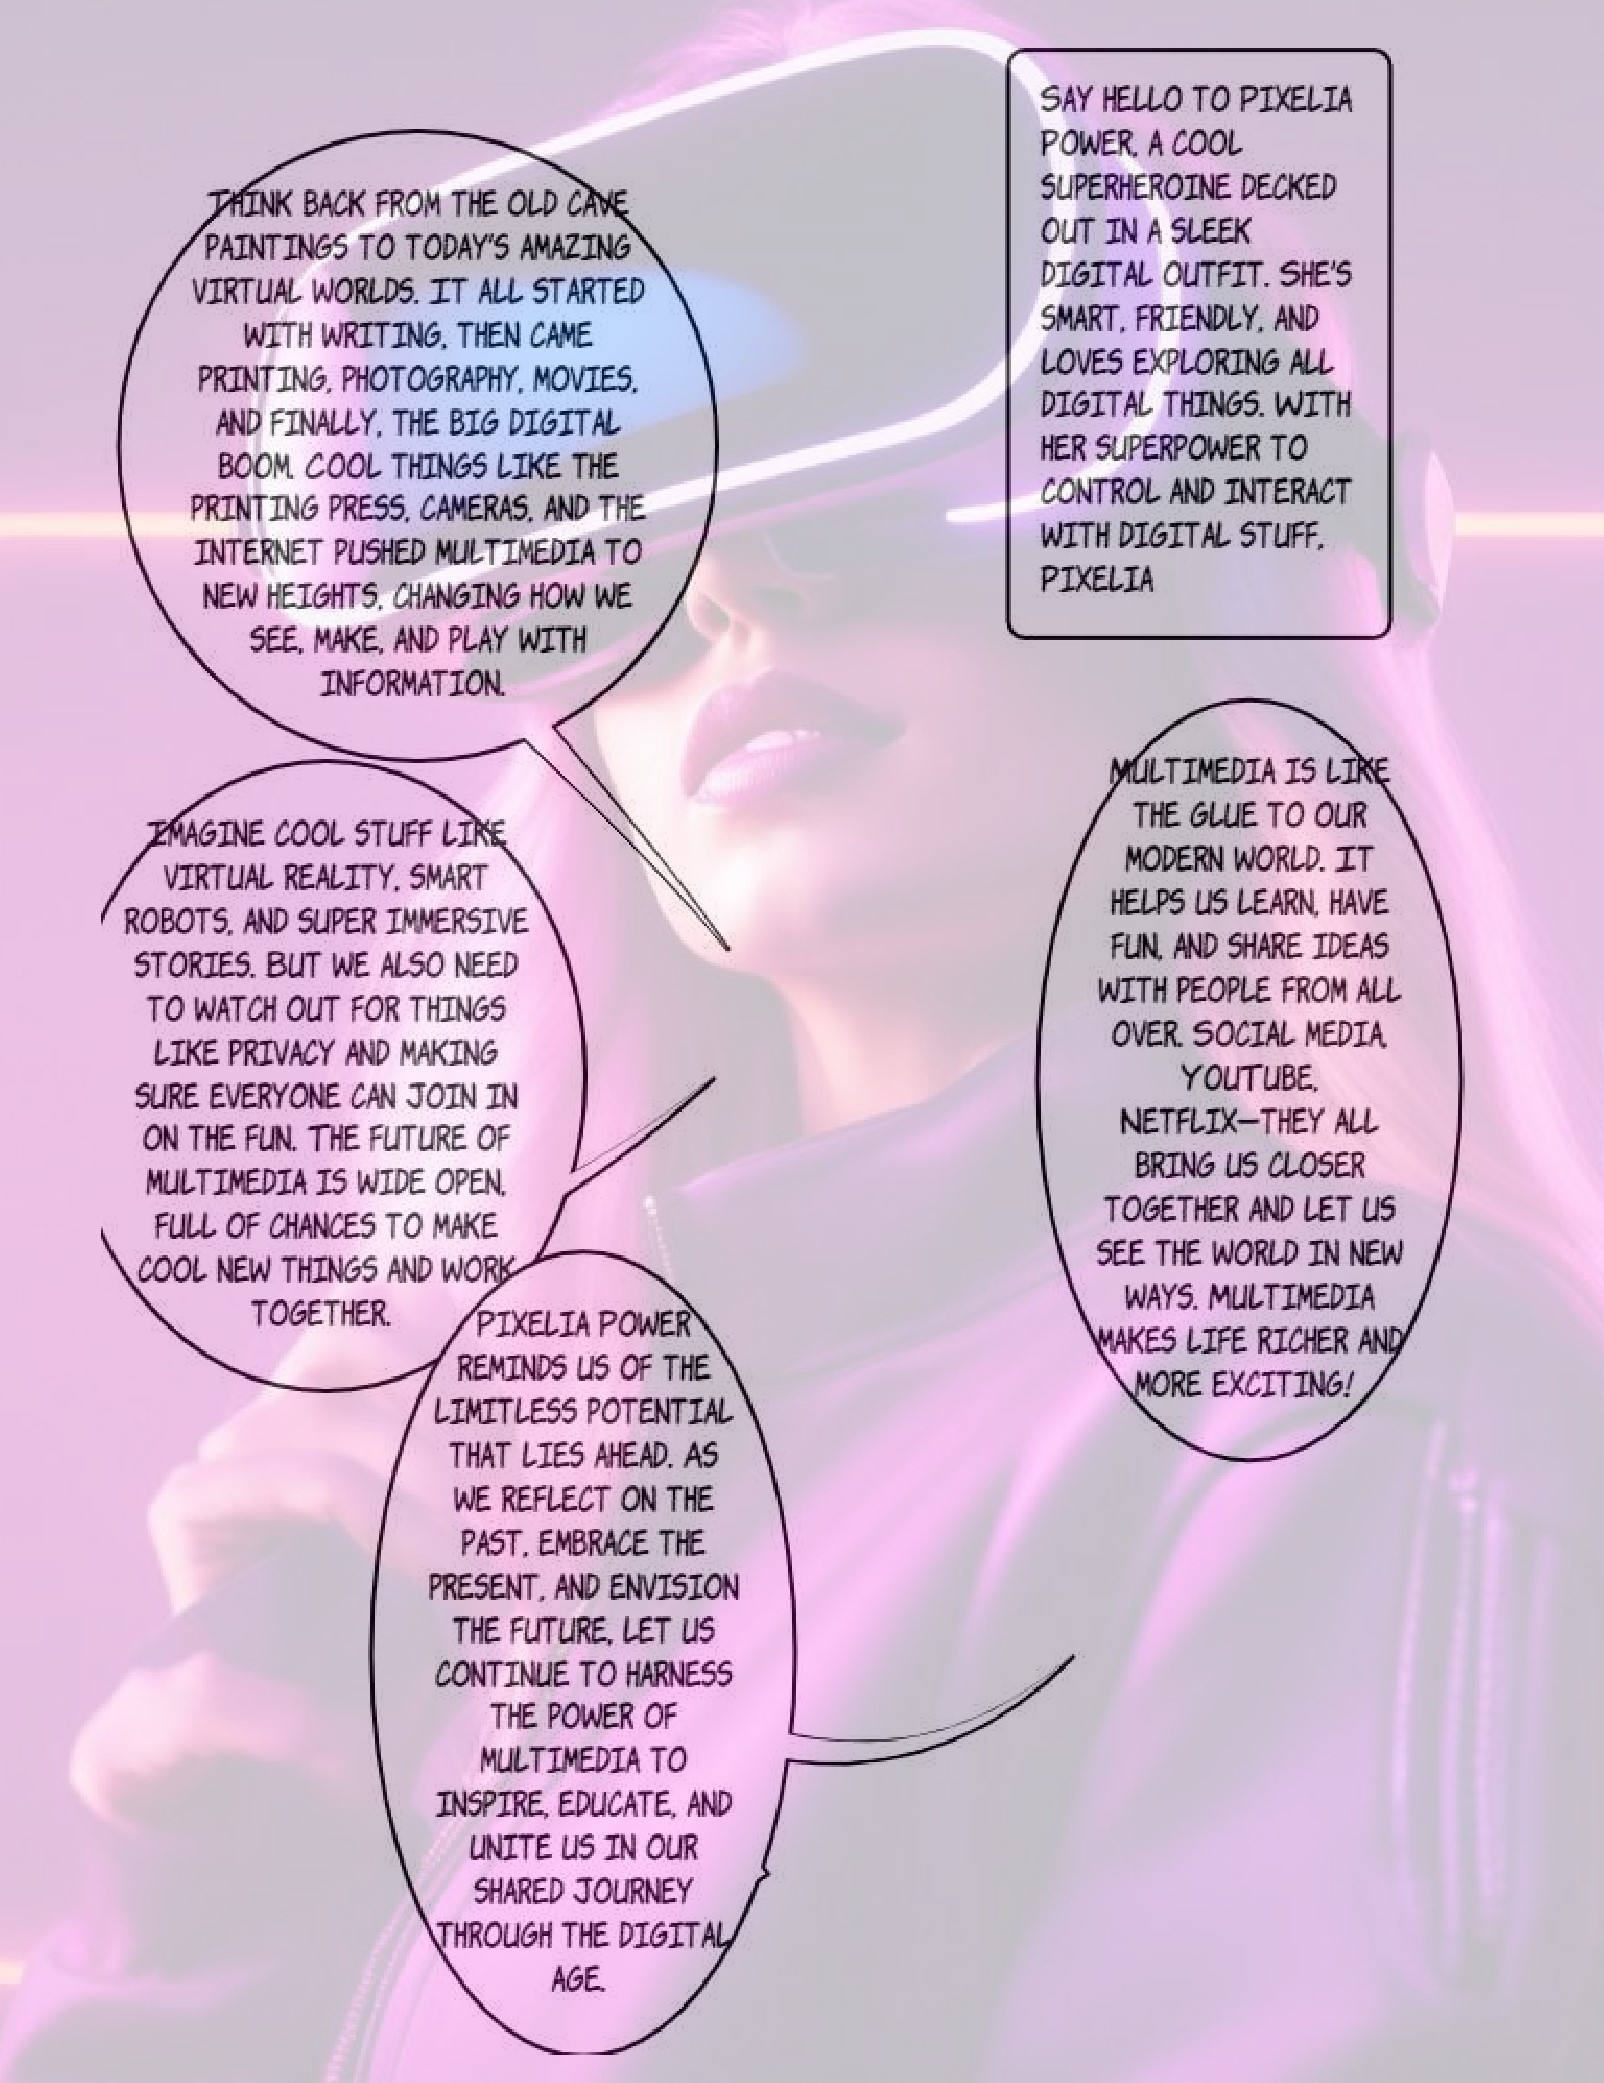 SAY HELLO TO PIXELIA
POWER, A COOL
SUPERHEROINE DECKED
OUT IN A SLEEK
DIGITAL OUTFIT. SHE'S
SMART, FRIENDLY, AND
LOVES EXPLORING ALL
DIGITAL THINGS. WITH
HER SUPERPOWER TO
CONTROL AND INTERACT
WITH DIGITAL STUFF,
PIXELIA
THINK BACK FROM THE OLD CAVE
PAINTINGS TO TODAY'S AMAZING
VIRTUAL WORLDS. IT ALL STARTED
WITH WRITING, THEN CAME
PRINTING, PHOTOGRAPHY, MOVIES,
AND FINALLY, THE BIG DIGITAL
BOOM. COOL THINGS LIKE THE
PRINTING PRESS, CAMERAS, AND THE
INTERNET PUSHED MULTIMEDIA TO
NEW HEIGHTS, CHANGING HOW WE
SEE, MAKE, AND PLAY WITH
INFORMATION.
MULTIMEDIA IS LIKE
THE GLUE TO OUR
MODERN WORLD. IT
HELPS US LEARN, HAVE
FUN, AND SHARE IDEAS
WITH PEOPLE FROM ALL
OVER. SOCIAL MEDIA,
YOUTUBE,
NETFLIX—THEY ALL
BRING US CLOSER
TOGETHER AND LET US
SEE THE WORLD IN NEW
WAYS. MULTIMEDIA
MAKES LIFE RICHER AND
MORE EXCITING!
IMAGINE COOL STUFF LIKE
VIRTUAL REALITY, SMART
ROBOTS, AND SUPER IMMERSIVE
STORIES. BUT WE ALSO NEED
TO WATCH OUT FOR THINGS
LIKE PRIVACY AND MAKING
SURE EVERYONE CAN JOIN IN
ON THE FUN. THE FUTURE OF
MULTIMEDIA IS WIDE OPEN,
FULL OF CHANCES TO MAKE
COOL NEW THINGS AND WORK
TOGETHER.
PIXELIA POWER
REMINDS US OF THE
LIMITLESS POTENTIAL
THAT LIES AHEAD. AS
WE REFLECT ON THE
PAST, EMBRACE THE
PRESENT, AND ENVISION
THE FUTURE, LET US
CONTINUE TO HARNESS
THE POWER OF
MULTIMEDIA TO
INSPIRE, EDUCATE, AND
UNITE US IN OUR
SHARED JOURNEY
THROUGH THE DIGITAL
AGE.